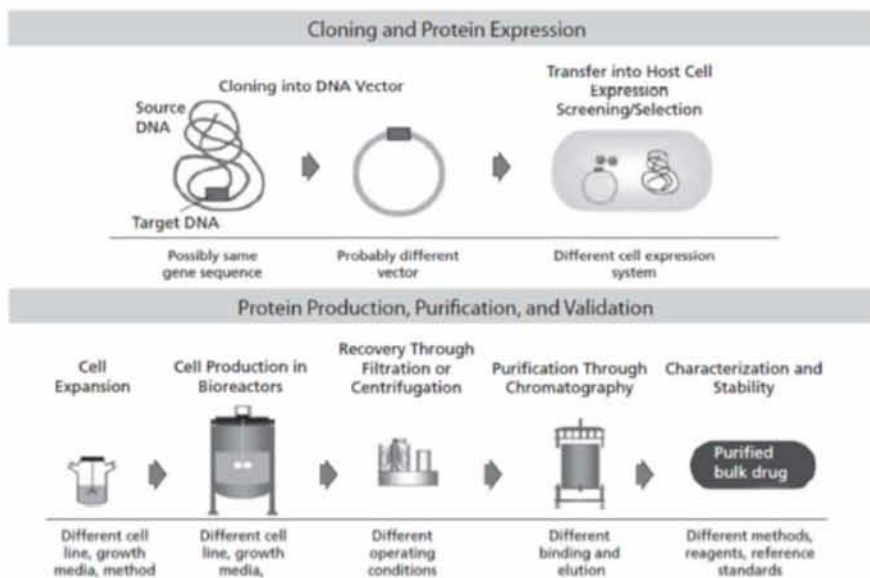 Cloning and Protein Expression
Cloning into DNA Vector
Transfer into Host Cell
Expression
Screening/Selection
Source
DNA
Target DNA
Possibly same
gene sequence
Probably different
vector
Different cell expression
system
Protein Production, Purification, and Validation
Cell
Expansion
Cell Production in
Bioreactors
Recovery Through
Filtration or
Centrifugation
Purification Through
Chromatography
Characterization and
Stability
Purified
bulk drug
Different cell
line, growth
media, method
Different cell
line, growth
media,
Different
operating
conditions
Different
binding and
elution
Different methods,
reagents, reference
standards